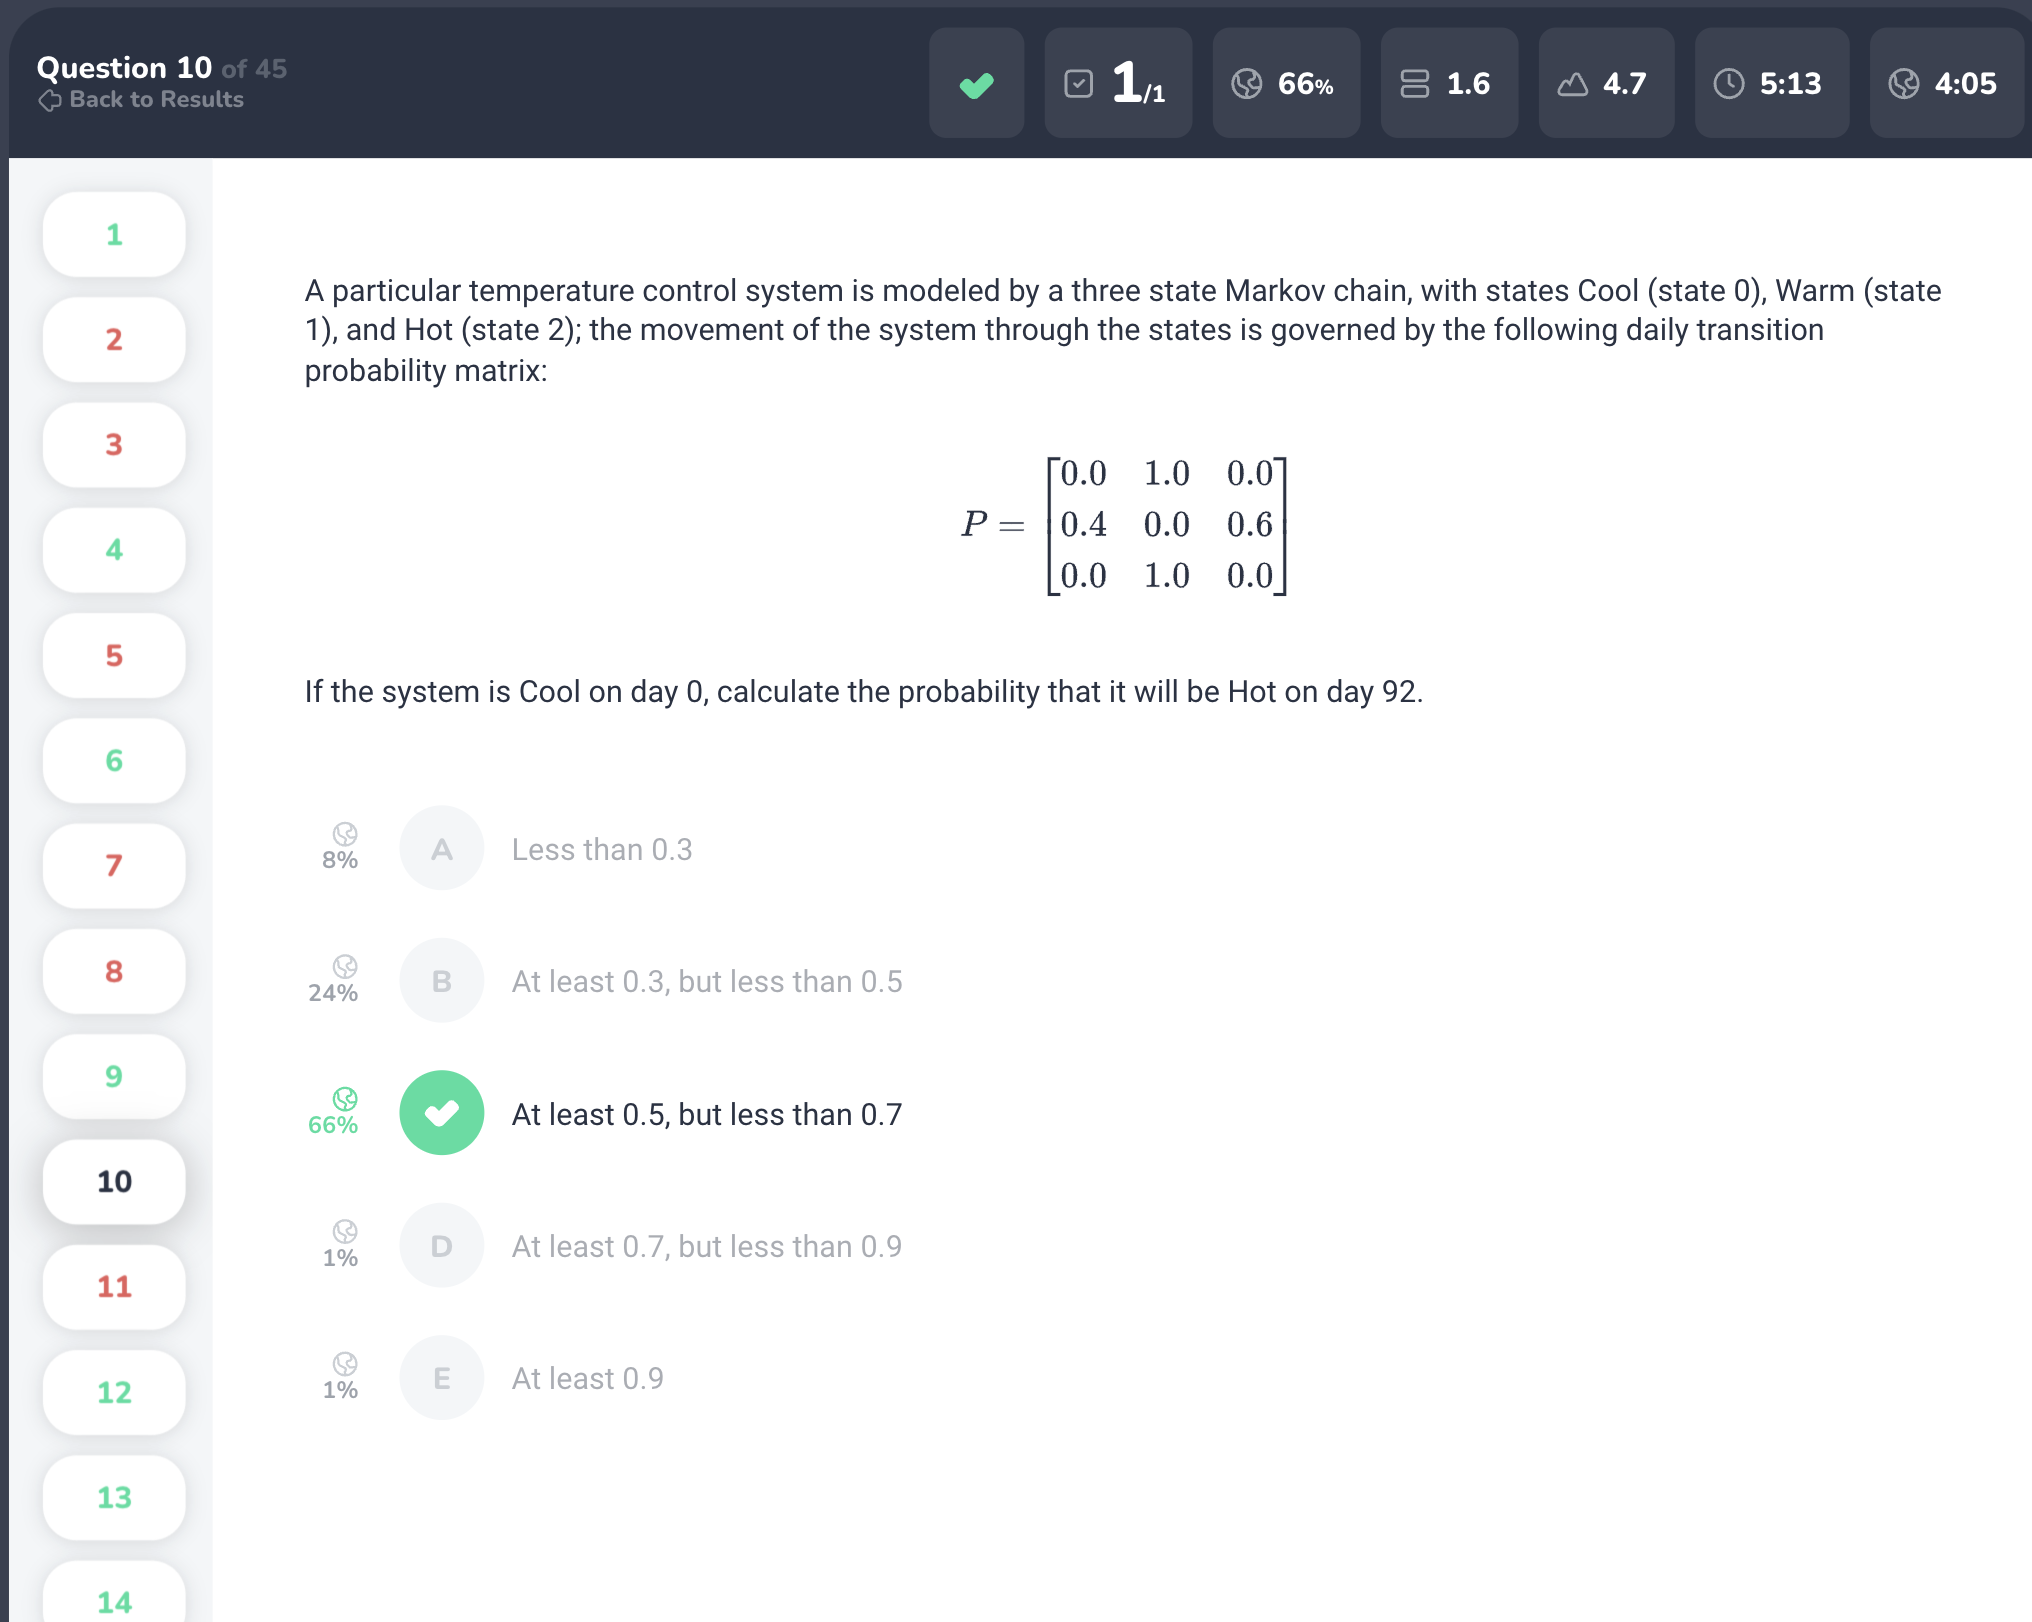 Question 10 of 45
Back to Results
1/1
66%
1.6
4.7
5:13
4:05
1
2
3
4
5
6
7
8
9
10
11
12
13
14
A particular temperature control system is modeled by a three state Markov chain, with states Cool (state 0), Warm (state
1), and Hot (state 2); the movement of the system through the states is governed by the following daily transition
probability matrix:
P = [0.0 1.0 0.0
0.4 0.0 0.6
0.0 1.0 0.0]
If the system is Cool on day 0, calculate the probability that it will be Hot on day 92.
8% A Less than 0.3
24% B At least 0.3, but less than 0.5
66% At least 0.5, but less than 0.7
1% D At least 0.7, but less than 0.9
1% E At least 0.9